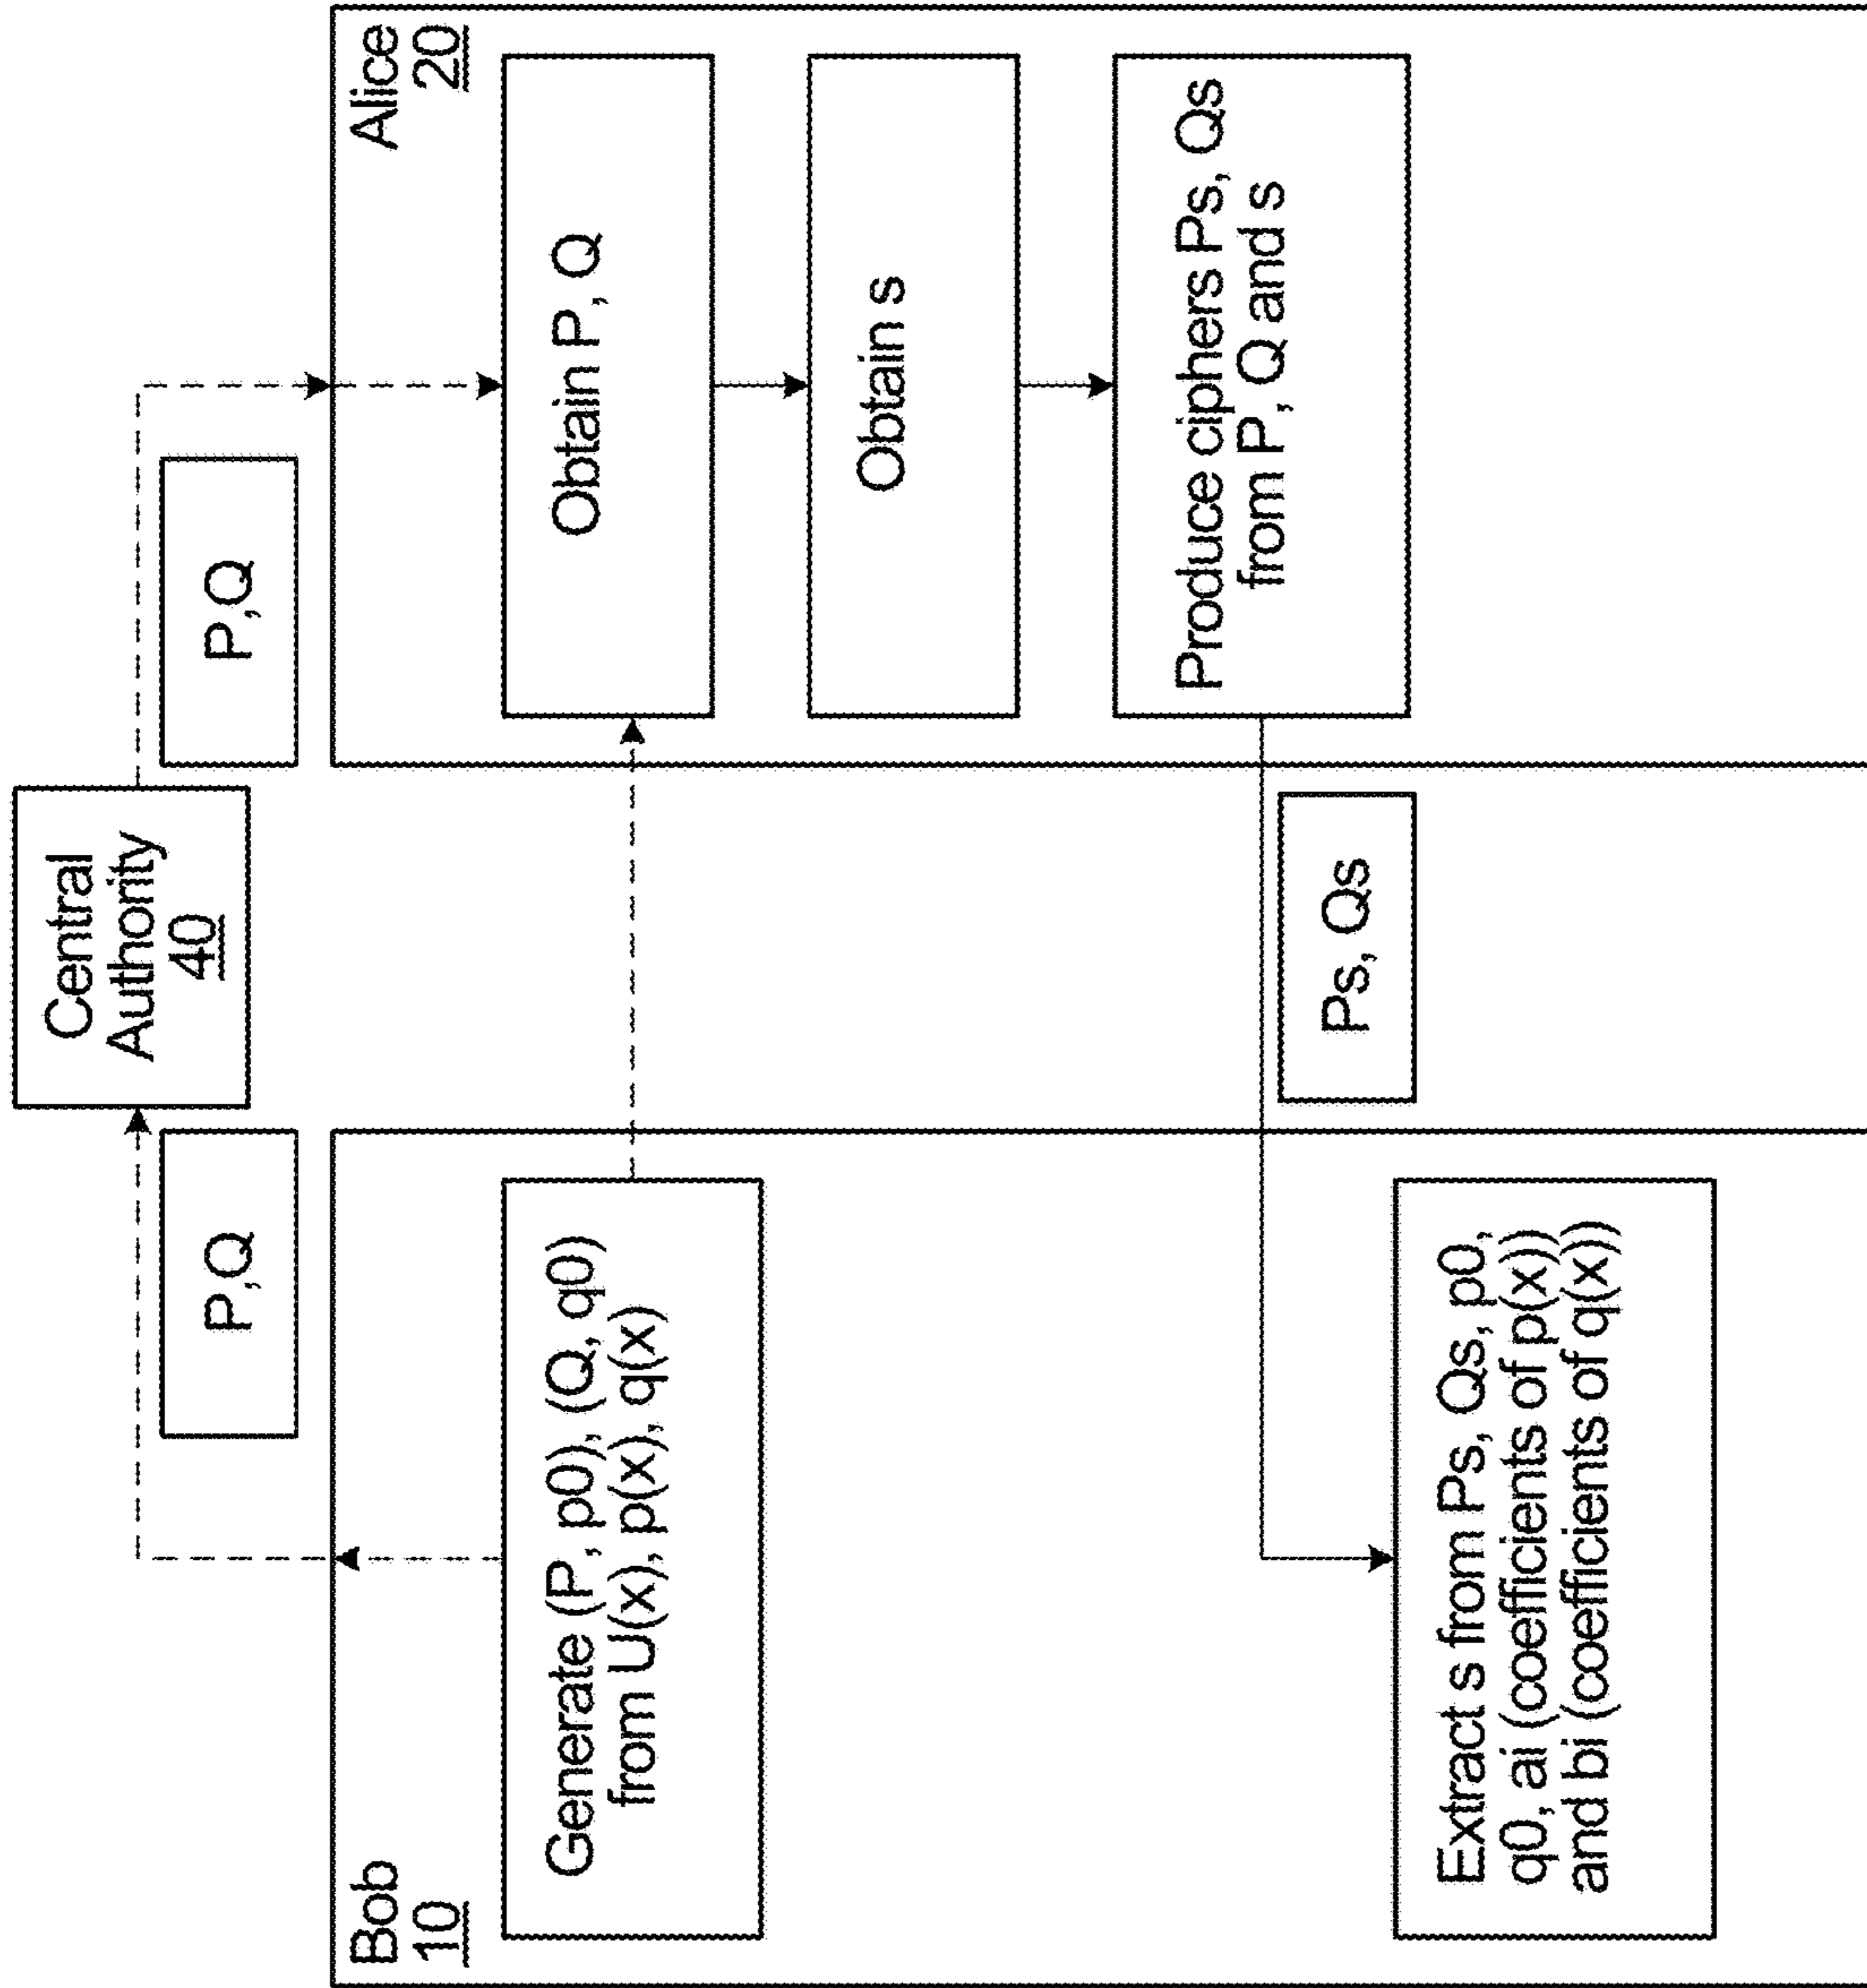 Central
Authority
40
P,Q
P,Q
Bob
10
Generate (P, p0), (Q, q0)
from U(x), p(x), q(x)
Extract s from Ps, Qs, p0,
q0, ai (coefficients of p(x))
and bi (coefficients of q(x))
Ps, Qs
Alice
20
Obtain P, Q
Obtain s
Produce ciphers Ps, Qs
from P, Q and s